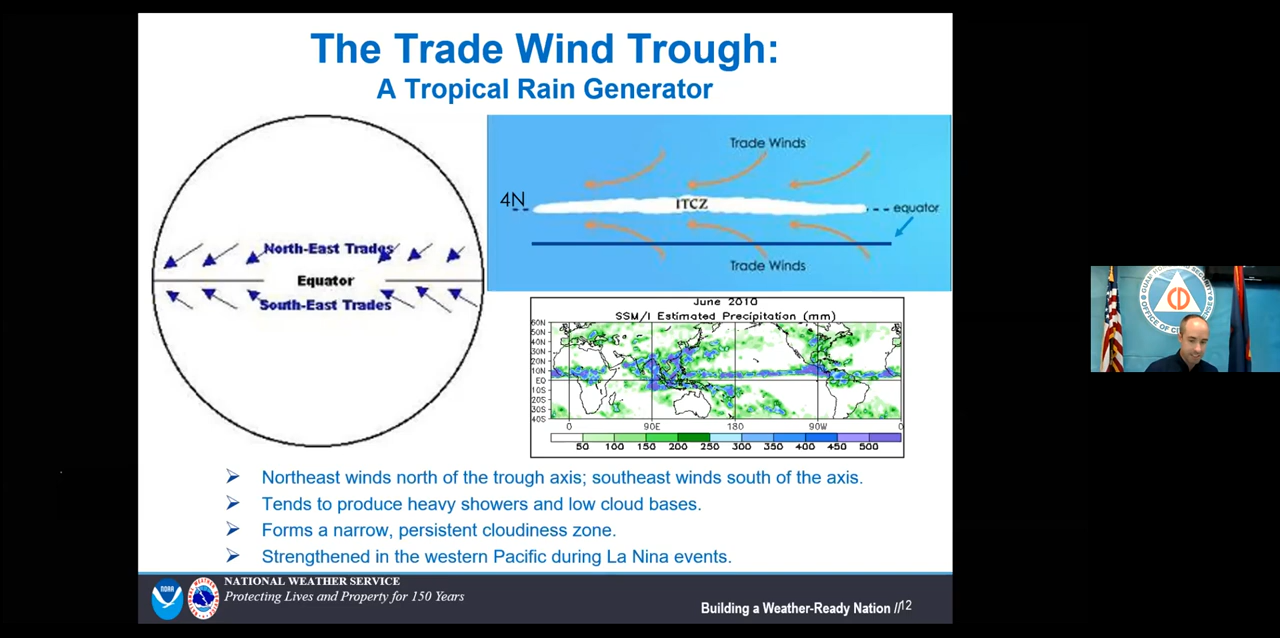 The Trade Wind Trough:
A Tropical Rain Generator
North-East Trades
Equator
South-East Trades
Trade Winds
4N
ITCZ
equator
Trade Winds
June 2010
SSM/I Estimated Precipitation (mm)
60N
50N
40N
30N
20N
10N
EQ
10S
20S
30S
40S
0 90E 180 90W 0
50 100 150 200 250 300 350 400 450 500
Northeast winds north of the trough axis; southeast winds south of the axis.
Tends to produce heavy showers and low cloud bases.
Forms a narrow, persistent cloudiness zone.
Strengthened in the western Pacific during La Nina events.
NOAA
NATIONAL WEATHER SERVICE
Protecting Lives and Property for 150 Years
Building a Weather-Ready Nation // 12